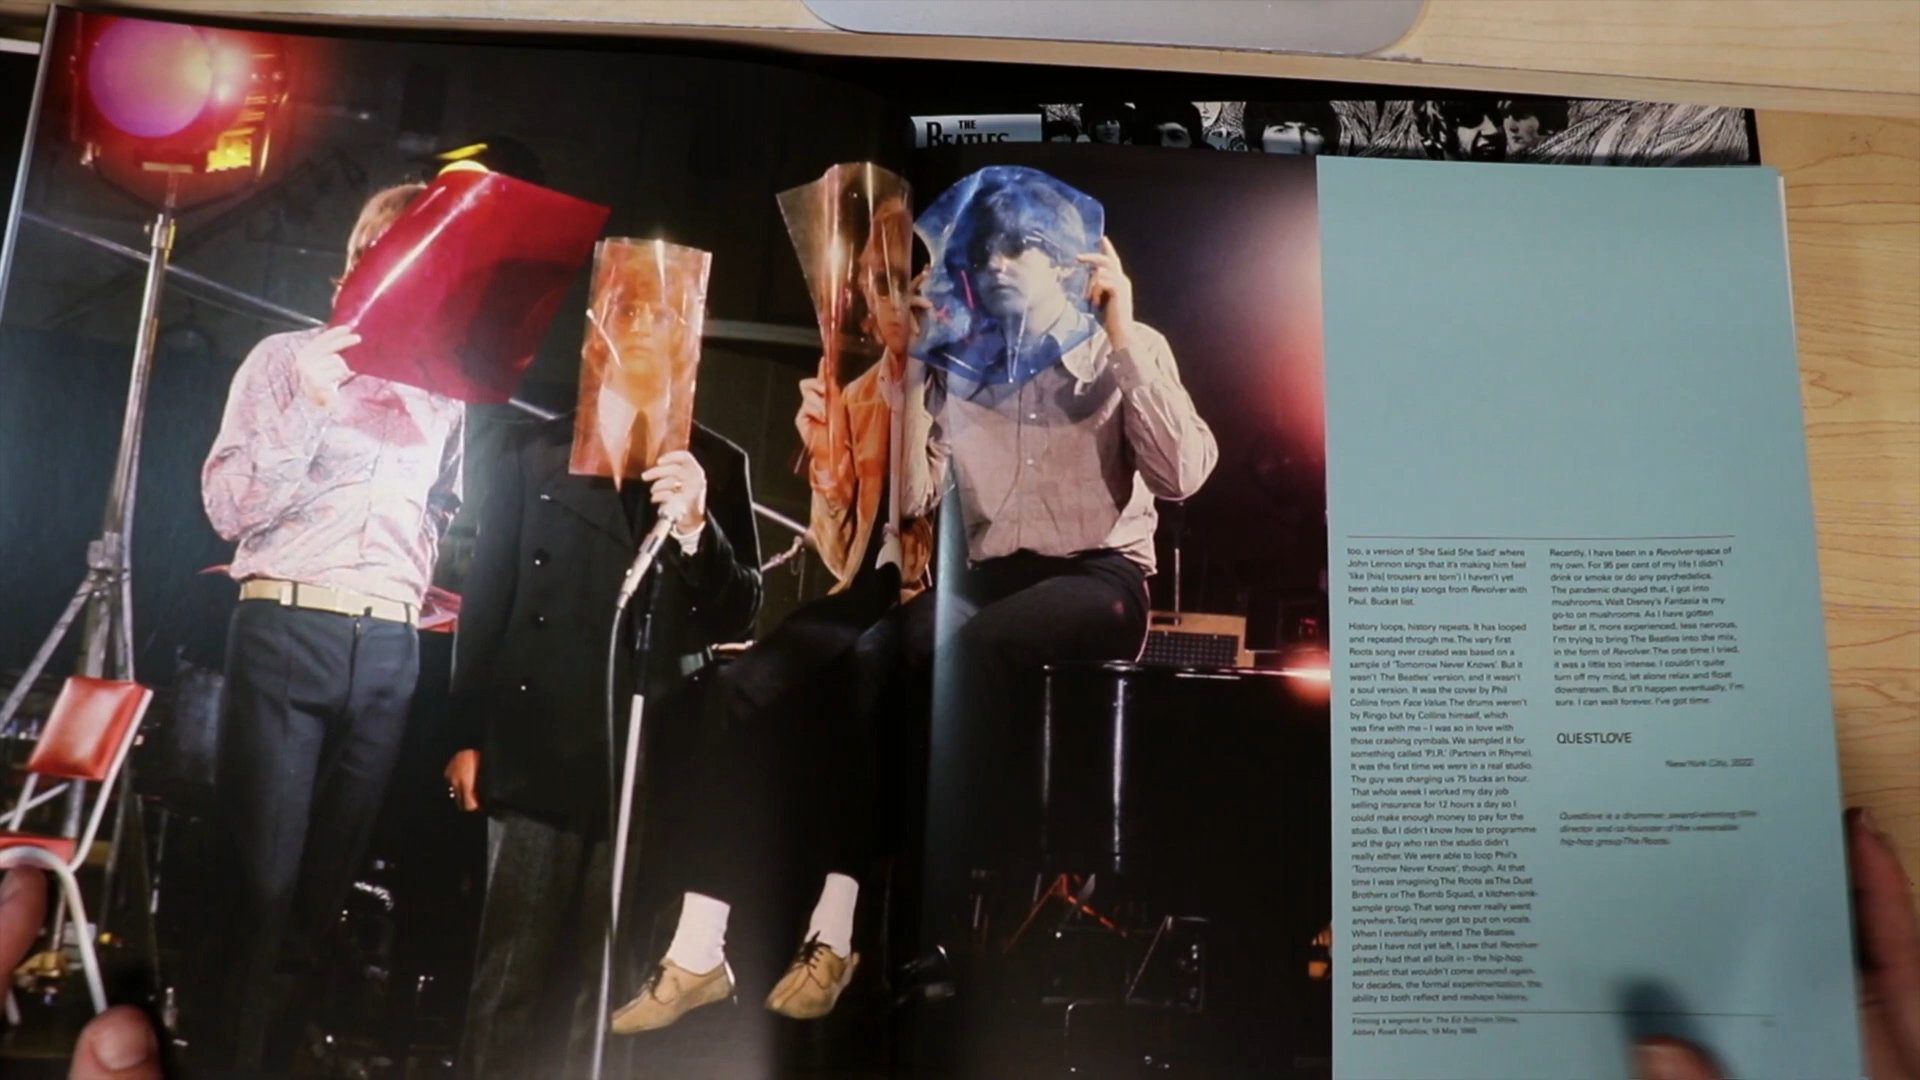 THE
BEATLES
too, a version of 'She Said She Said' where
John Lennon sings that it's making him feel
'like [his] trousers are torn') I haven't yet
been able to play songs from Revolver with
Paul. Bucket list.
History loops, history repeats. It has looped
and repeated through me. The very first
Roots song ever created was based on a
sample of 'Tomorrow Never Knows'. But it
wasn't The Beatles' version, and it wasn't
a soul version. It was the cover by Phil
Collins from Face Value. The drums weren't
by Ringo but by Collins himself, which
was fine with me – I was so in love with
those crashing cymbals. We sampled it for
something called 'P.I.R.' (Partners in Rhyme).
It was the first time we were in a real studio.
The guy was charging us 75 bucks an hour.
That whole week I worked my day job
selling insurance for 12 hours a day so I
could make enough money to pay for the
studio. But I didn't know how to programme
and the guy who ran the studio didn't
really either. We were able to loop Phil's
'Tomorrow Never Knows', though. At that
time I was imagining The Roots as The Dust
Brothers or The Bomb Squad, a kitchen-sink-
sample group. That song never really went
anywhere. Tariq never got to put on vocals.
When I eventually entered The Beatles
phase I have not yet left, I saw that Revolver
already had that all built in – the hip-hop
aesthetic that wouldn't come around again
for decades, the formal experimentation, the
ability to both reflect and reshape history.
Filming a segment for The Ed Sullivan Show,
Abbey Road Studios, 19 May 1966.
Recently, I have been in a Revolver-space of
my own. For 95 per cent of my life I didn't
drink or smoke or do any psychedelics.
The pandemic changed that. I got into
mushrooms. Walt Disney's Fantasia is my
go-to on mushrooms. As I have gotten
better at it, more experienced, less nervous,
I'm trying to bring The Beatles into the mix,
in the form of Revolver. The one time I tried,
it was a little too intense. I couldn't quite
turn off my mind, let alone relax and float
downstream. But it'll happen eventually, I'm
sure. I can wait forever. I've got time.
QUESTLOVE
New York City, 2022
Questlove is a drummer, award-winning film
director and co-founder of the venerable
hip-hop group The Roots.